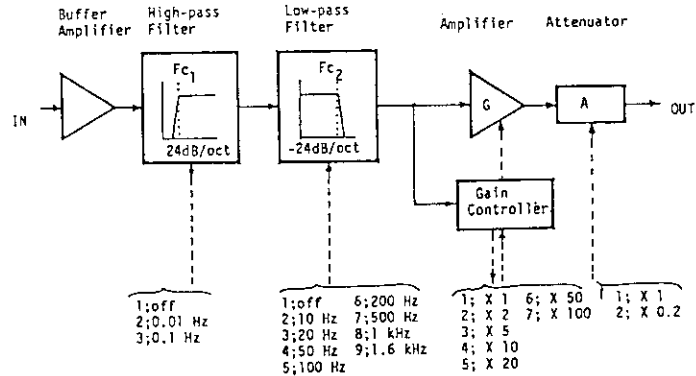 Buffer Amplifier
High-pass Filter
Low-pass Filter
Amplifier
Attenuator
IN
Fc1
24dB/oct
Fc2
-24dB/oct
G
A
OUT
Gain Controller
1;off
2;0.01 Hz
3;0.1 Hz
1;off 6;200 Hz
2;10 Hz 7;500 Hz
3;20 Hz 8;1 kHz
4;50 Hz 9;1.6 kHz
5;100 Hz
1; X 1 6; X 50
2; X 2 7; X 100
3; X 5
4; X 10
5; X 20
1; X 1
2; X 0.2